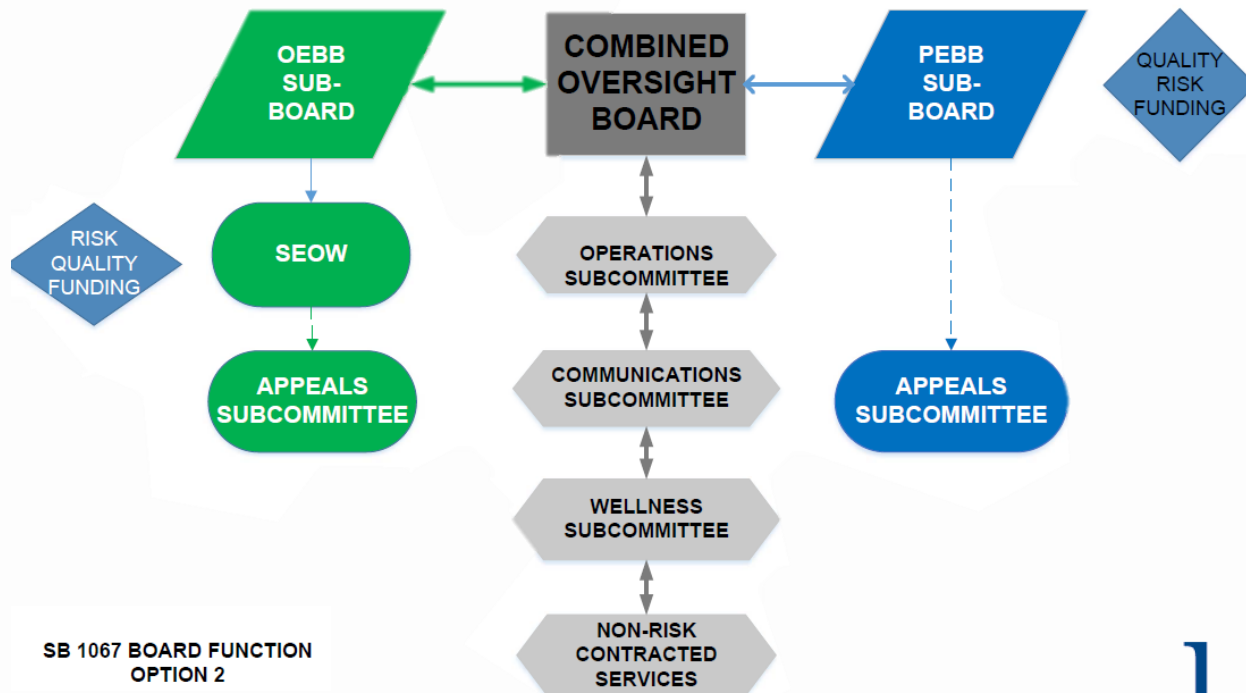 OEBB
SUB-
BOARD
COMBINED
OVERSIGHT
BOARD
PEBB
SUB-
BOARD
QUALITY
RISK
FUNDING
RISK
QUALITY
FUNDING
SEOW
OPERATIONS
SUBCOMMITTEE
APPEALS
SUBCOMMITTEE
COMMUNICATIONS
SUBCOMMITTEE
APPEALS
SUBCOMMITTEE
WELLNESS
SUBCOMMITTEE
NON-RISK
CONTRACTED
SERVICES
SB 1067 BOARD FUNCTION
OPTION 2